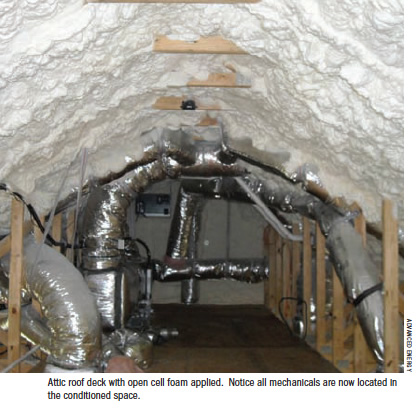 ADVANCED ENERGY
Attic roof deck with open cell foam applied.  Notice all mechanicals are now located in
the conditioned space.